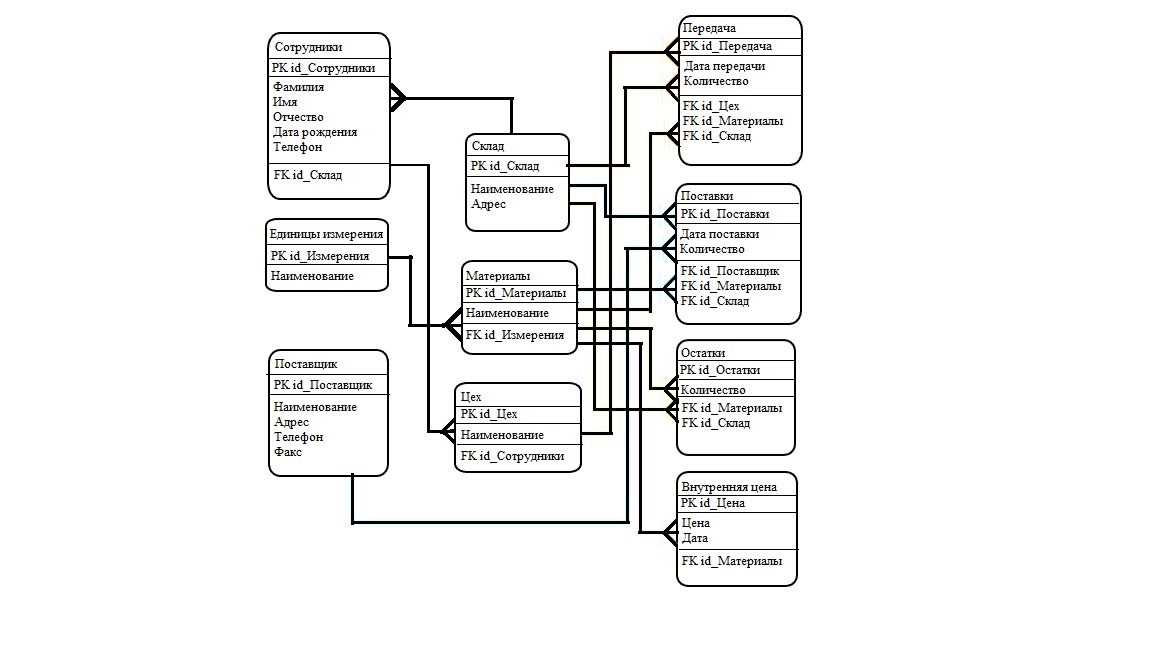 Сотрудники
PK id_Сотрудники
Фамилия
Имя
Отчество
Дата рождения
Телефон
FK id_Склад
Единицы измерения
PK id_Измерения
Наименование
Поставщик
PK id_Поставщик
Наименование
Адрес
Телефон
Факс
Склад
PK id_Склад
Наименование
Адрес
Материалы
PK id_Материалы
Наименование
FK id_Измерения
Цех
PK id_Цех
Наименование
FK id_Сотрудники
Передача
PK id_Передача
Дата передачи
Количество
FK id_Цех
FK id_Материалы
FK id_Склад
Поставки
PK id_Поставки
Дата поставки
Количество
FK id_Поставщик
FK id_Материалы
FK id_Склад
Остатки
PK id_Остатки
Количество
FK id_Материалы
FK id_Склад
Внутренняя цена
PK id_Цена
Цена
Дата
FK id_Материалы